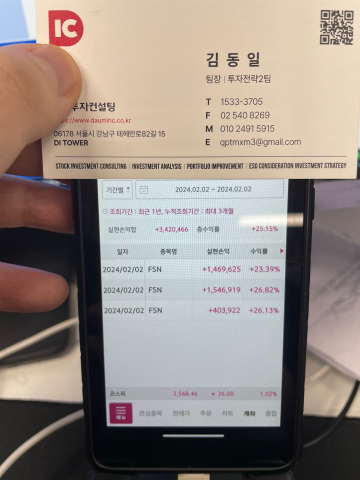 IC
김 동 일
팀장 | 투자전략2팀
투자컨설팅
www.dauminc.co.kr
06178 서울시 강남구 테헤란로82길 15
DI TOWER
T 1533-3705
F 02 540 8269
M 010 2491 5915
E qptmxm3@gmail.com
STOCK INVESTMENT CONSULTING | INVESTMENT ANALYSIS | PORTFOLIO IMPROVEMENT | ESG CONSIDERATION INVESTMENT STRATEGY
기간별 2024.02.02 ~ 2024.02.02
조회기간 : 최근 1년, 누적조회기간 : 최대 3개월
실현손익합 +3,420,466 총수익률 +25.15%
일자 종목명 실현손익 수익률
2024/02/02 FSN +1,469,625 +23.39%
2024/02/02 FSN +1,546,919 +26.82%
2024/02/02 FSN +403,922 +26.13%
코스피 2,568.46 ▲ 26.00 1.02%
메뉴 관심종목 현재가 주문 차트 계좌 종합